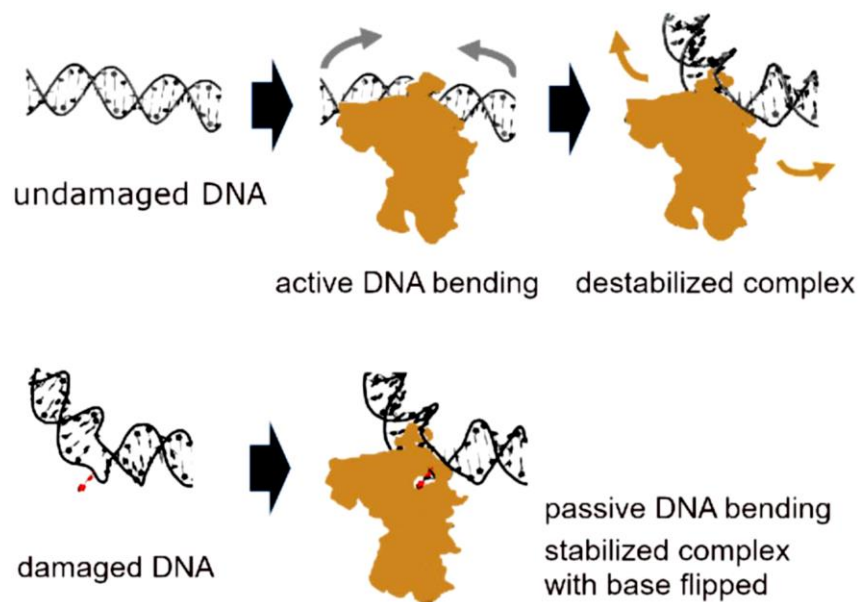 undamaged DNA
active DNA bending
destabilized complex
damaged DNA
passive DNA bending
stabilized complex
with base flipped